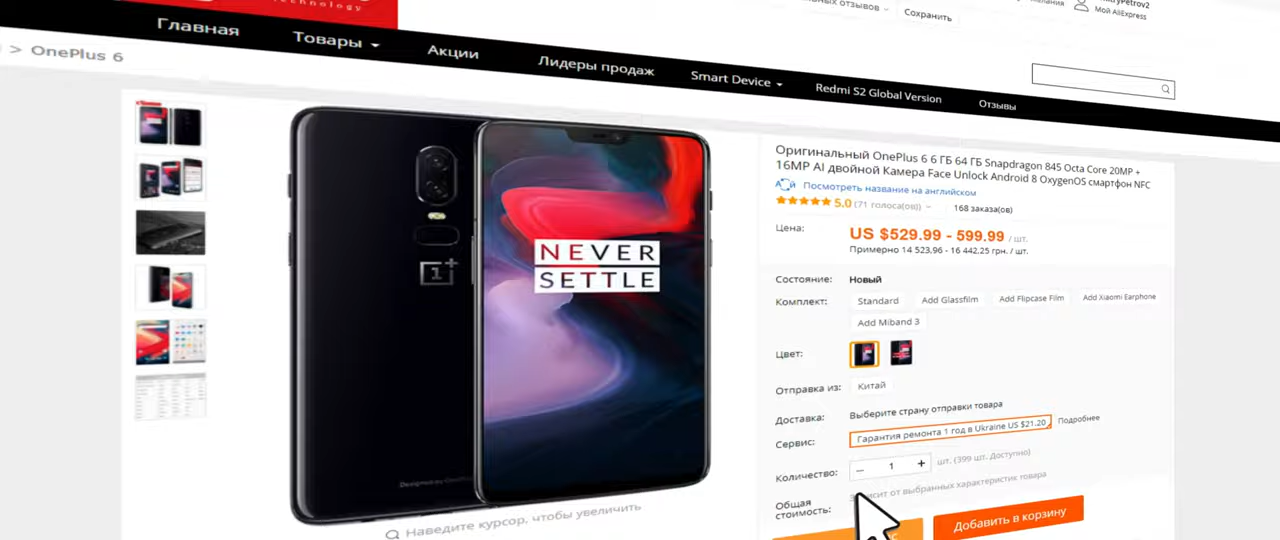 technology
Сохранить
Мой AliExpress
Главная
Товары
Акции
Лидеры продаж
Smart Device
Redmi S2 Global Version
Отзывы
> OnePlus 6
Оригинальный OnePlus 6 6 ГБ 64 ГБ Snapdragon 845 Octa Core 20MP +
16MP AI двойной Камера Face Unlock Android 8 OxygenOS смартфон NFC
Посмотреть название на английском
5.0 (71 голоса(ов)) 168 заказа(ов)
Цена: US $529.99 - 599.99 / шт.
Примерно 14 523,96 - 16 442.25 грн. / шт.
NEVER
SETTLE
Состояние: Новый
Комплект: Standard Add Glassfilm Add Flipcase Film Add Xiaomi Earphone
Add Miband 3
Цвет:
Отправка из: Китай
Доставка: Выберите страну отправки товара
Сервис: Гарантия ремонта 1 год в Ukraine US $21.20 Подробнее
Количество: − 1 + шт. (399 шт. Доступно)
Общая
стоимость:
от выбранных характеристик товара
Наведите курсор, чтобы увеличить
Добавить в корзину